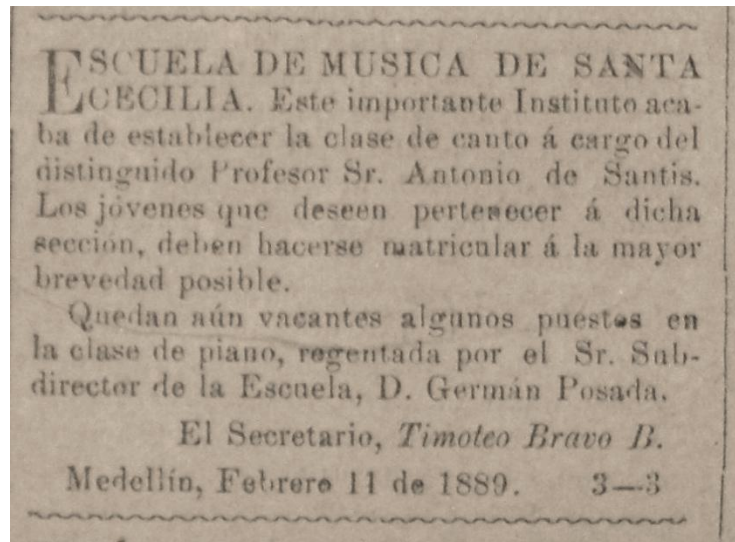 ESCUELA DE MUSICA DE SANTA
CECILIA. Este importante Instituto aca-
ba de establecer la clase de canto á cargo del
distinguido Profesor Sr. Antonio de Santis.
Los jóvenes que deseen pertenecer á dicha
sección, deben hacerse matricular á la mayor
brevedad posible.
Quedan aún vacantes algunos puestos en
la clase de piano, regentada por el Sr. Sub-
director de la Escuela, D. Germán Posada.
El Secretario, Timoteo Bravo B.
Medellín, Febrero 11 de 1889. 3—3